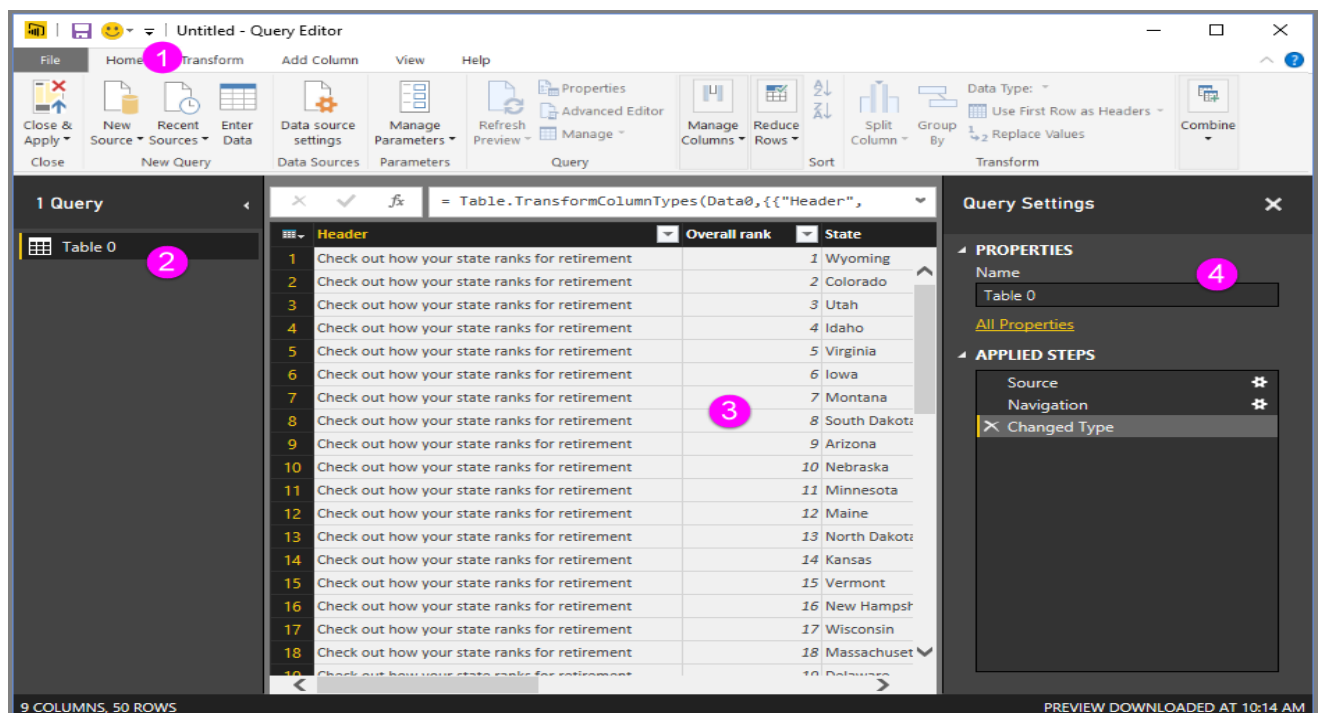 Untitled - Query Editor
File Home 1 Transform Add Column View Help
Close & Apply
New Source
Recent Sources
Enter Data
Data source settings
Manage Parameters
Refresh Preview
Properties
Advanced Editor
Manage
Manage Columns
Reduce Rows
Split Column
Group By
Data Type:
Use First Row as Headers
Replace Values
Combine
Close New Query Data Sources Parameters Query Sort Transform
1 Query
Table 0
2
fx = Table.TransformColumnTypes(Data0,{{"Header",
Header Overall rank State
1 Check out how your state ranks for retirement 1 Wyoming
2 Check out how your state ranks for retirement 2 Colorado
3 Check out how your state ranks for retirement 3 Utah
4 Check out how your state ranks for retirement 4 Idaho
5 Check out how your state ranks for retirement 5 Virginia
6 Check out how your state ranks for retirement 6 Iowa
7 Check out how your state ranks for retirement 7 Montana
8 Check out how your state ranks for retirement 8 South Dakota
9 Check out how your state ranks for retirement 9 Arizona
10 Check out how your state ranks for retirement 10 Nebraska
11 Check out how your state ranks for retirement 11 Minnesota
12 Check out how your state ranks for retirement 12 Maine
13 Check out how your state ranks for retirement 13 North Dakota
14 Check out how your state ranks for retirement 14 Kansas
15 Check out how your state ranks for retirement 15 Vermont
16 Check out how your state ranks for retirement 16 New Hampsh
17 Check out how your state ranks for retirement 17 Wisconsin
18 Check out how your state ranks for retirement 18 Massachuset
19 Check out how your state ranks for retirement 19 Delaware
3
Query Settings
PROPERTIES
Name
4
Table 0
All Properties
APPLIED STEPS
Source
Navigation
Changed Type
9 COLUMNS, 50 ROWS
PREVIEW DOWNLOADED AT 10:14 AM